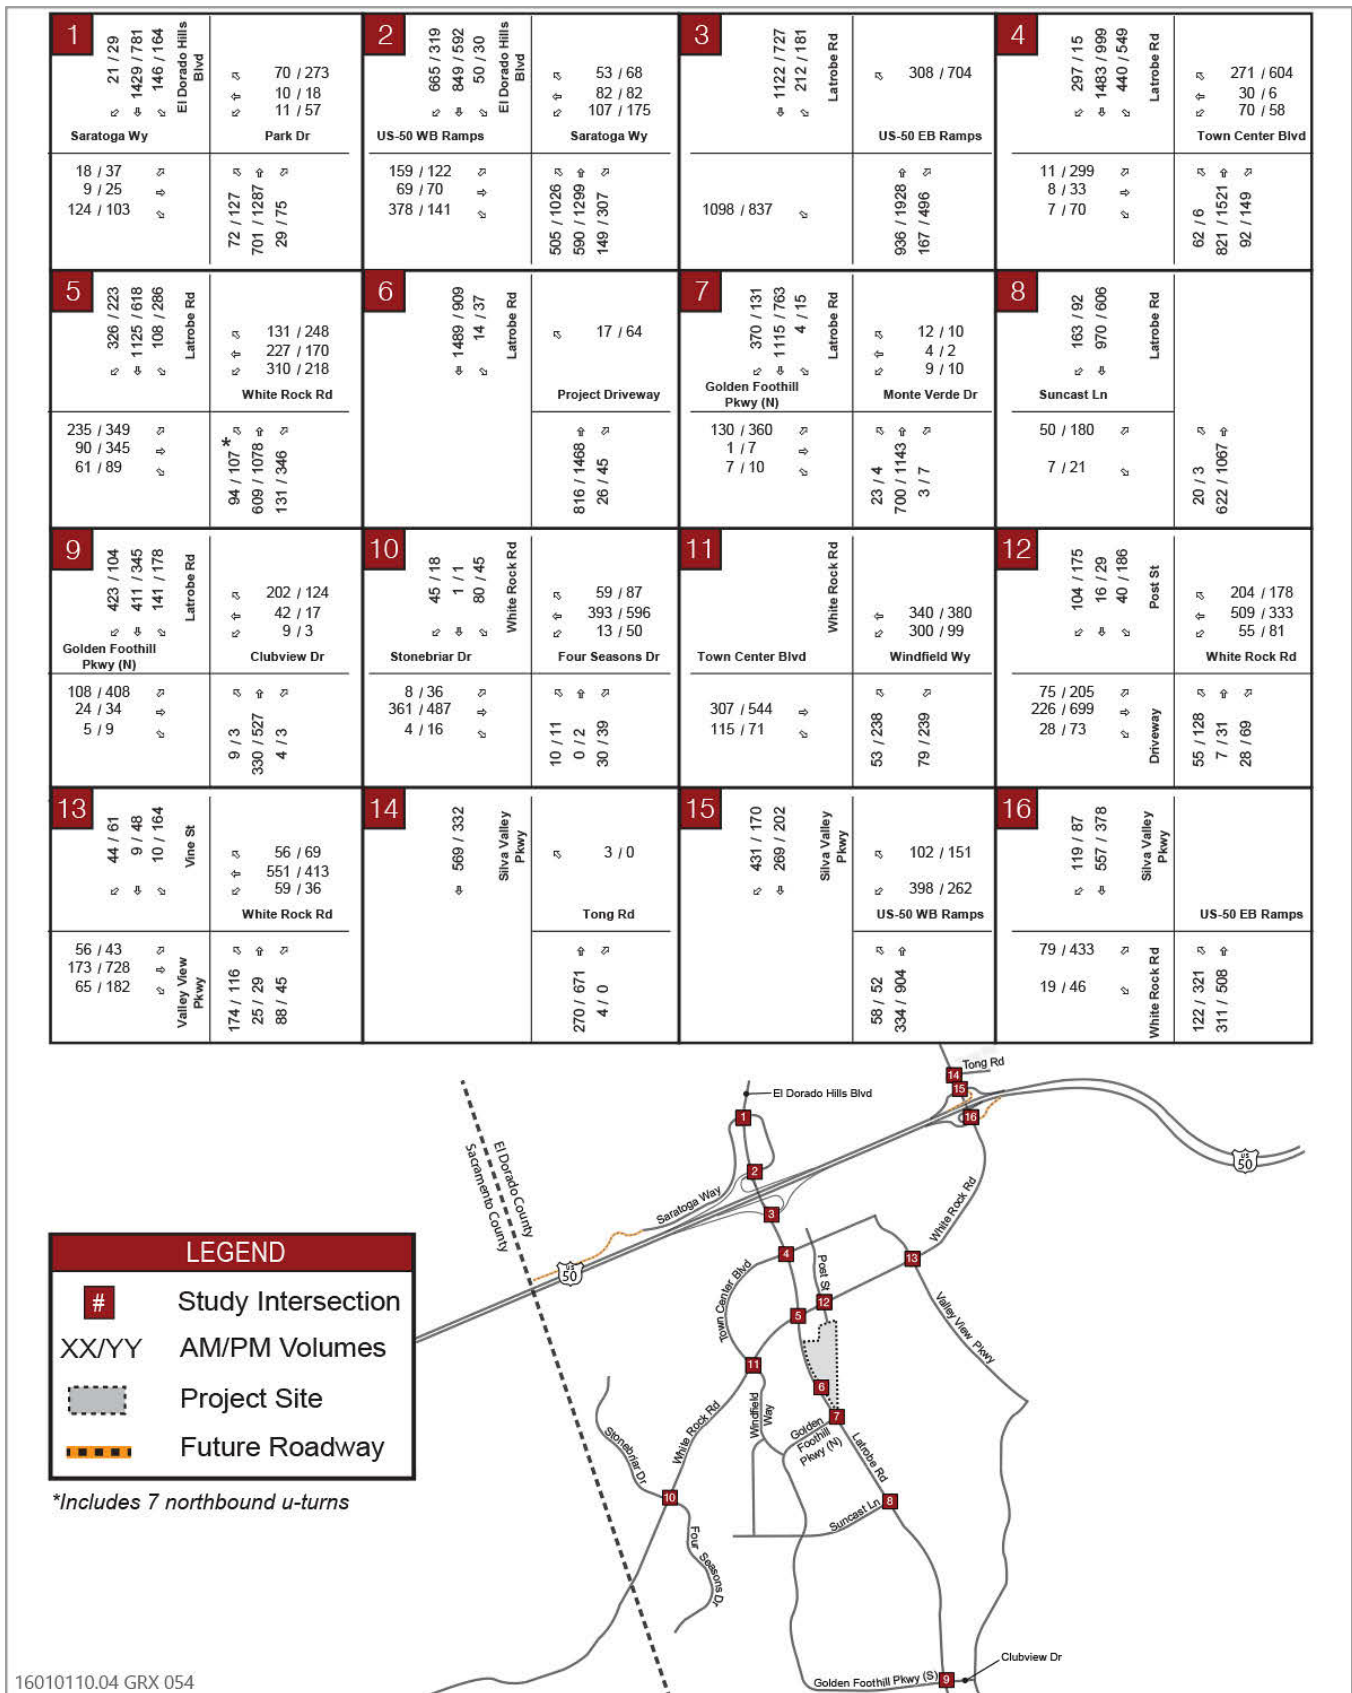 1
21 / 29
1429 / 781
146 / 164
El Dorado Hills
Blvd
70 / 273
10 / 18
11 / 57
Saratoga Wy
Park Dr
18 / 37
9 / 25
124 / 103
72 / 127
701 / 1287
29 / 75
2
665 / 319
849 / 592
50 / 30
El Dorado Hills
Blvd
53 / 68
82 / 82
107 / 175
US-50 WB Ramps
Saratoga Wy
159 / 122
69 / 70
378 / 141
505 / 1026
590 / 1299
149 / 307
3
1122 / 727
212 / 181
Latrobe Rd
308 / 704
US-50 EB Ramps
1098 / 837
936 / 1928
167 / 496
4
297 / 15
1483 / 999
440 / 549
Latrobe Rd
271 / 604
30 / 6
70 / 58
Town Center Blvd
11 / 299
8 / 33
7 / 70
62 / 6
821 / 1521
92 / 149
5
326 / 223
1125 / 618
108 / 286
Latrobe Rd
131 / 248
227 / 170
310 / 218
White Rock Rd
235 / 349
90 / 345
61 / 89
94 / 107 *
609 / 1078
131 / 346
6
1489 / 909
14 / 37
Latrobe Rd
17 / 64
Project Driveway
816 / 1468
26 / 45
7
370 / 131
1115 / 763
4 / 15
Latrobe Rd
12 / 10
4 / 2
9 / 10
Golden Foothill
Pkwy (N)
Monte Verde Dr
130 / 360
1 / 7
7 / 10
23 / 4
700 / 1143
3 / 7
8
163 / 92
970 / 606
Latrobe Rd
Suncast Ln
50 / 180
7 / 21
20 / 3
622 / 1067
9
423 / 104
411 / 345
141 / 178
Latrobe Rd
202 / 124
42 / 17
9 / 3
Golden Foothill
Pkwy (N)
Clubview Dr
108 / 408
24 / 34
5 / 9
9 / 3
330 / 527
4 / 3
10
45 / 18
1 / 1
80 / 45
White Rock Rd
59 / 87
393 / 596
13 / 50
Stonebriar Dr
Four Seasons Dr
8 / 36
361 / 487
4 / 16
10 / 11
0 / 2
30 / 39
11
White Rock Rd
340 / 380
300 / 99
Town Center Blvd
Windfield Wy
307 / 544
115 / 71
53 / 238
79 / 239
12
104 / 175
16 / 29
40 / 186
Post St
204 / 178
509 / 333
55 / 81
White Rock Rd
75 / 205
226 / 699
28 / 73
Driveway
55 / 128
7 / 31
28 / 69
13
44 / 61
9 / 48
10 / 164
Vine St
56 / 69
551 / 413
59 / 36
White Rock Rd
56 / 43
173 / 728
65 / 182
Valley View
Pkwy
174 / 116
25 / 29
88 / 45
14
569 / 332
Silva Valley
Pkwy
3 / 0
Tong Rd
270 / 671
4 / 0
15
431 / 170
269 / 202
Silva Valley
Pkwy
102 / 151
398 / 262
US-50 WB Ramps
58 / 52
334 / 904
16
119 / 87
557 / 378
Silva Valley
Pkwy
US-50 EB Ramps
79 / 433
19 / 46
White Rock Rd
122 / 321
311 / 508
14
Tong Rd
15
16
El Dorado Hills Blvd
1
US
50
El Dorado County
Sacramento County
2
Saratoga Way
3
White Rock Rd
4
13
US
50
Town Center Blvd
Post St
12
5
Valley View Pkwy
11
6
7
Windfield
Way
Golden
Foothill
Pkwy (N)
White Rock Rd
Latrobe Rd
Stonebriar Dr
10
8
Suncast Ln
Four Seasons Dr
Clubview Dr
Golden Foothill Pkwy (S)
9
LEGEND
# Study Intersection
XX/YY AM/PM Volumes
Project Site
Future Roadway
*Includes 7 northbound u-turns
16010110.04 GRX 054